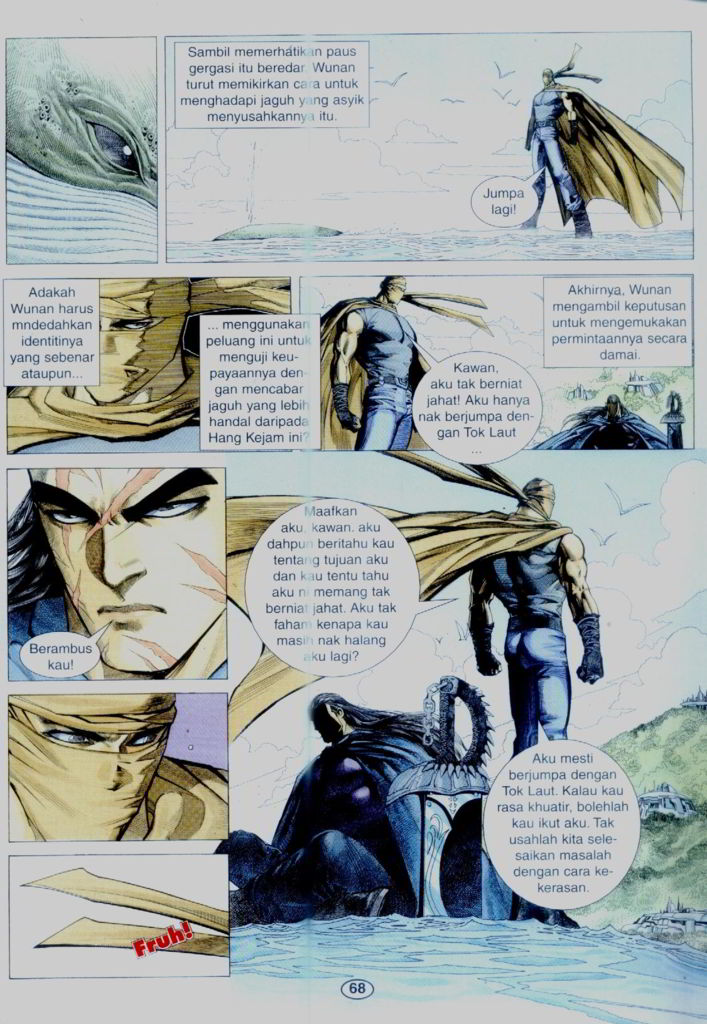 Sambil memerhatikan paus
gergasi itu beredar, Wunan
turut memikirkan cara untuk
menghadapi jaguh yang asyik
menyusahkannya itu.
Jumpa
lagi!
Adakah
Wunan harus
mndedahkan
identitinya
yang sebenar
ataupun...
... menggunakan
peluang ini untuk
menguji keu-
payaannya den-
gan mencabar
jaguh yang lebih
handal daripada
Hang Kejam ini?
Kawan,
aku tak berniat
jahat! Aku hanya
nak berjumpa den-
gan Tok Laut
...
Akhirnya, Wunan
mengambil keputusan
untuk mengemukakan
permintaannya secara
damai.
Berambus
kau!
Maafkan
aku, kawan. aku
dahpun beritahu kau
tentang tujuan aku
dan kau tentu tahu
aku ni memang tak
berniat jahat. Aku tak
faham kenapa kau
masih nak halang
aku lagi?
Aku mesti
berjumpa dengan
Tok Laut. Kalau kau
rasa khuatir, bolehlah
kau ikut aku. Tak
usahlah kita sele-
saikan masalah
dengan cara ke-
kerasan.
Fruh!
68